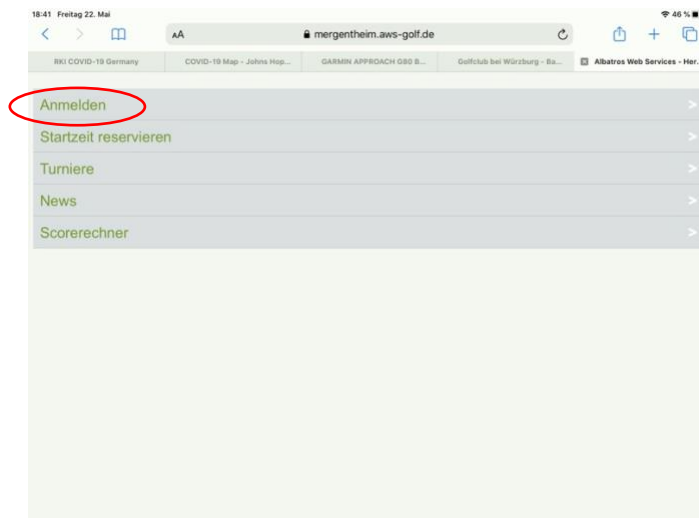 18:41 Freitag 22. Mai 46 %
AA mergentheim.aws-golf.de
RKI COVID-19 Germany COVID-19 Map - Johns Hop... GARMIN APPROACH G80 B... Golfclub bei Würzburg - Ba... Albatros Web Services - Her.
Anmelden >
Startzeit reservieren >
Turniere >
News >
Scorerechner >